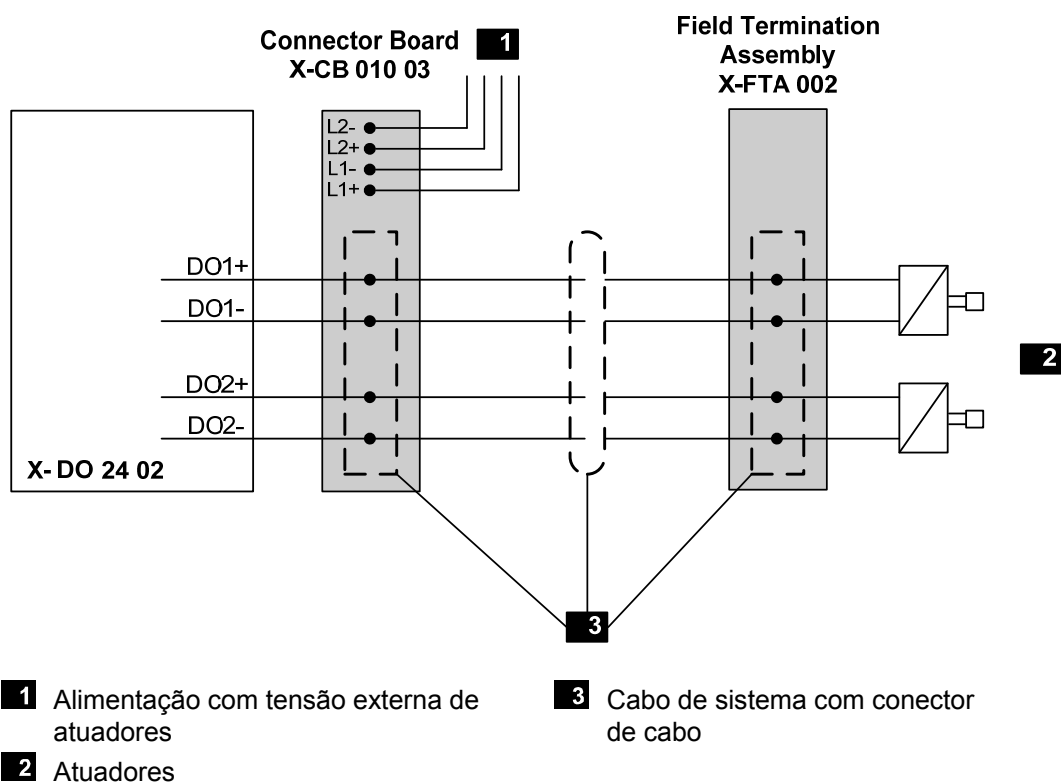 Connector Board 1
X-CB 010 03
Field Termination
Assembly
X-FTA 002
L2-
L2+
L1-
L1+
DO1+
DO1-
DO2+
DO2-
X- DO 24 02
2
3
1 Alimentação com tensão externa de
atuadores
2 Atuadores
3 Cabo de sistema com conector
de cabo